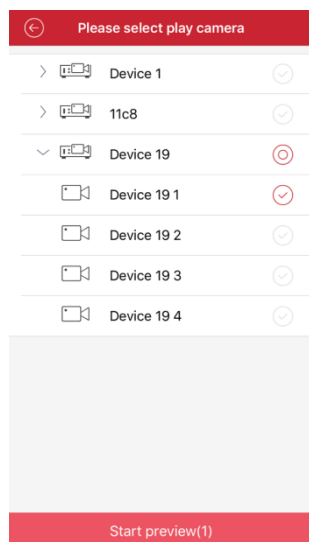 Please select play camera
Device 1
11c8
Device 19
Device 19 1
Device 19 2
Device 19 3
Device 19 4
Start preview(1)